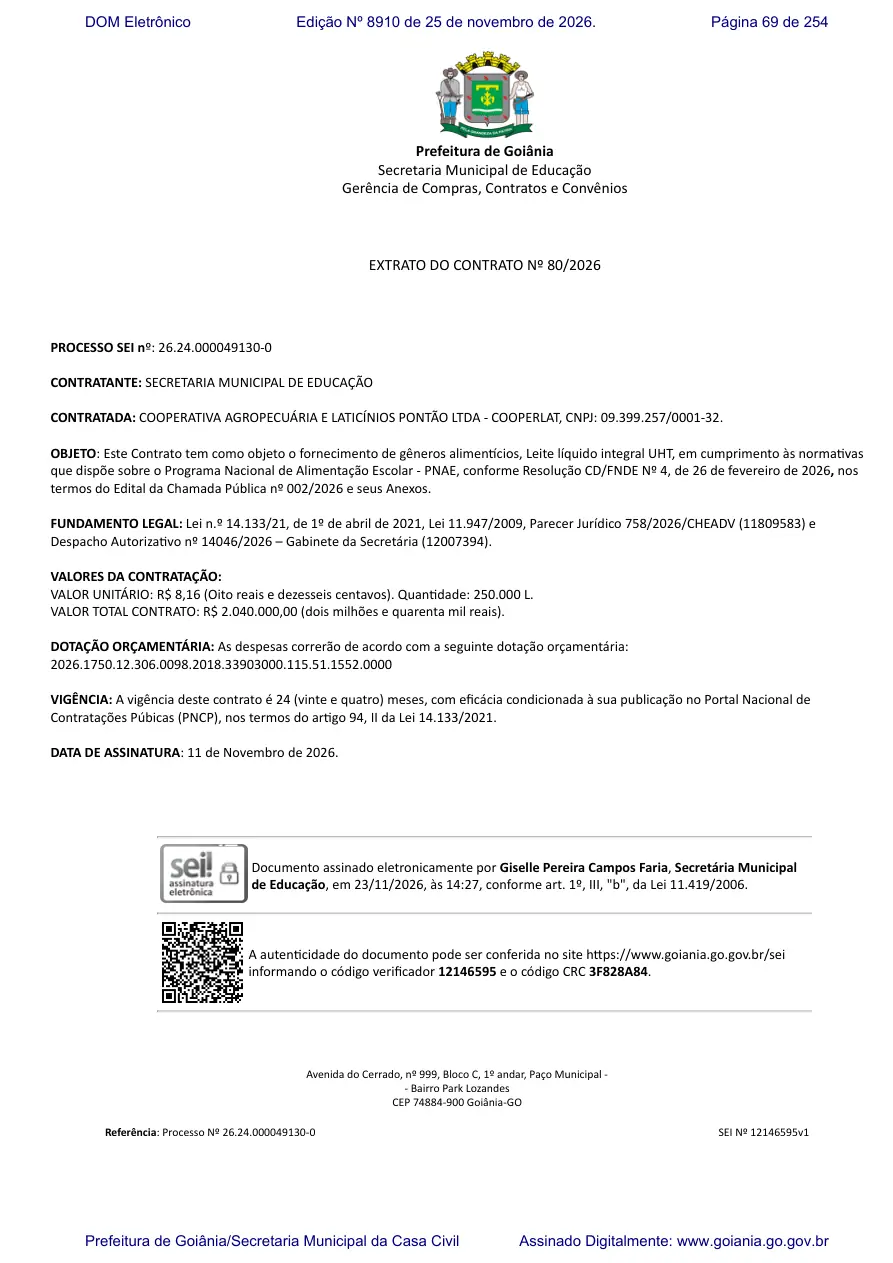 DOM Eletrônico Edição Nº 8910 de 25 de novembro de 2026. Página 69 de 254
Prefeitura de Goiânia
Secretaria Municipal de Educação
Gerência de Compras, Contratos e Convênios
EXTRATO DO CONTRATO Nº 80/2026
PROCESSO SEI nº: 26.24.000049130-0
CONTRATANTE: SECRETARIA MUNICIPAL DE EDUCAÇÃO
CONTRATADA: COOPERATIVA AGROPECUÁRIA E LATICÍNIOS PONTÃO LTDA - COOPERLAT, CNPJ: 09.399.257/0001-32.
OBJETO: Este Contrato tem como objeto o fornecimento de gêneros alimentícios, Leite líquido integral UHT, em cumprimento às normativas
que dispõe sobre o Programa Nacional de Alimentação Escolar - PNAE, conforme Resolução CD/FNDE Nº 4, de 26 de fevereiro de 2026, nos
termos do Edital da Chamada Pública nº 002/2026 e seus Anexos.
FUNDAMENTO LEGAL: Lei n.º 14.133/21, de 1º de abril de 2021, Lei 11.947/2009, Parecer Jurídico 758/2026/CHEADV (11809583) e
Despacho Autorizativo nº 14046/2026 – Gabinete da Secretária (12007394).
VALORES DA CONTRATAÇÃO:
VALOR UNITÁRIO: R$ 8,16 (Oito reais e dezesseis centavos). Quantidade: 250.000 L.
VALOR TOTAL CONTRATO: R$ 2.040.000,00 (dois milhões e quarenta mil reais).
DOTAÇÃO ORÇAMENTÁRIA: As despesas correrão de acordo com a seguinte dotação orçamentária:
2026.1750.12.306.0098.2018.33903000.115.51.1552.0000
VIGÊNCIA: A vigência deste contrato é 24 (vinte e quatro) meses, com eficácia condicionada à sua publicação no Portal Nacional de
Contratações Púbicas (PNCP), nos termos do artigo 94, II da Lei 14.133/2021.
DATA DE ASSINATURA: 11 de Novembro de 2026.
sei!
assinatura
eletrônica
Documento assinado eletronicamente por Giselle Pereira Campos Faria, Secretária Municipal
de Educação, em 23/11/2026, às 14:27, conforme art. 1º, III, "b", da Lei 11.419/2006.
A autenticidade do documento pode ser conferida no site https://www.goiania.go.gov.br/sei
informando o código verificador 12146595 e o código CRC 3F828A84.
Avenida do Cerrado, nº 999, Bloco C, 1º andar, Paço Municipal -
- Bairro Park Lozandes
CEP 74884-900 Goiânia-GO
Referência: Processo Nº 26.24.000049130-0 SEI Nº 12146595v1
Prefeitura de Goiânia/Secretaria Municipal da Casa Civil Assinado Digitalmente: www.goiania.go.gov.br